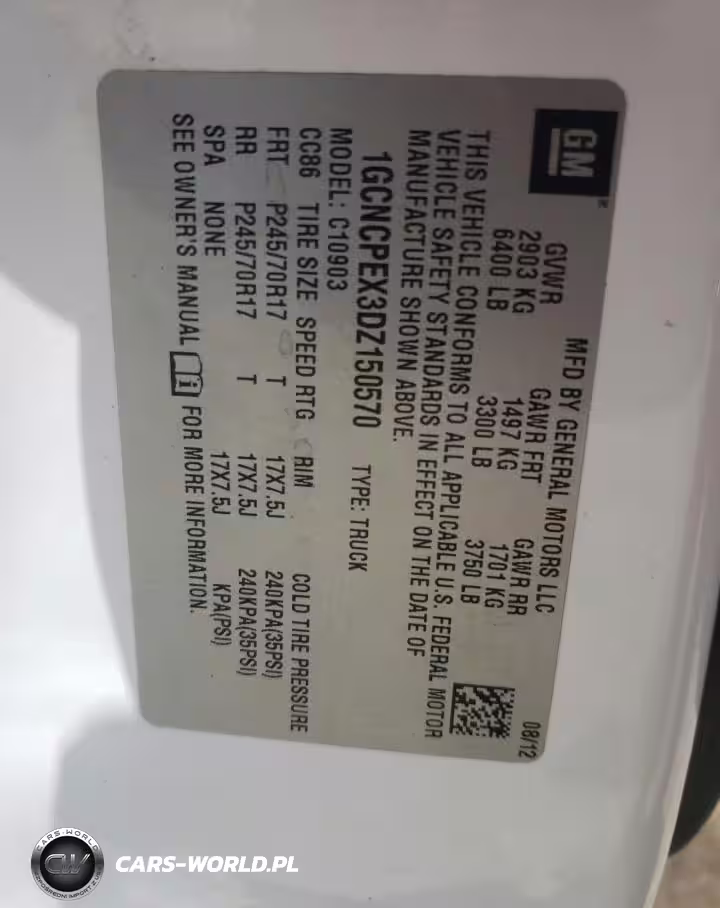 GM
MFD BY GENERAL MOTORS LLC 08/12
GVWR GAWR FRT GAWR RR
2903 KG 1497 KG 1701 KG
6400 LB 3300 LB 3750 LB
THIS VEHICLE CONFORMS TO ALL APPLICABLE U.S. FEDERAL MOTOR
VEHICLE SAFETY STANDARDS IN EFFECT ON THE DATE OF
MANUFACTURE SHOWN ABOVE.
1GCNCPEX3DZ150570 TYPE: TRUCK
MODEL: C10903
CC86 TIRE SIZE SPEED RTG RIM COLD TIRE PRESSURE
FRT P245/70R17 T 17X7.5J 240KPA(35PSI)
RR P245/70R17 T 17X7.5J 240KPA(35PSI)
SPA NONE 17X7.5J KPA(PSI)
SEE OWNER'S MANUAL FOR MORE INFORMATION.
CARS-WORLD
CW
CARS-WORLD.PL